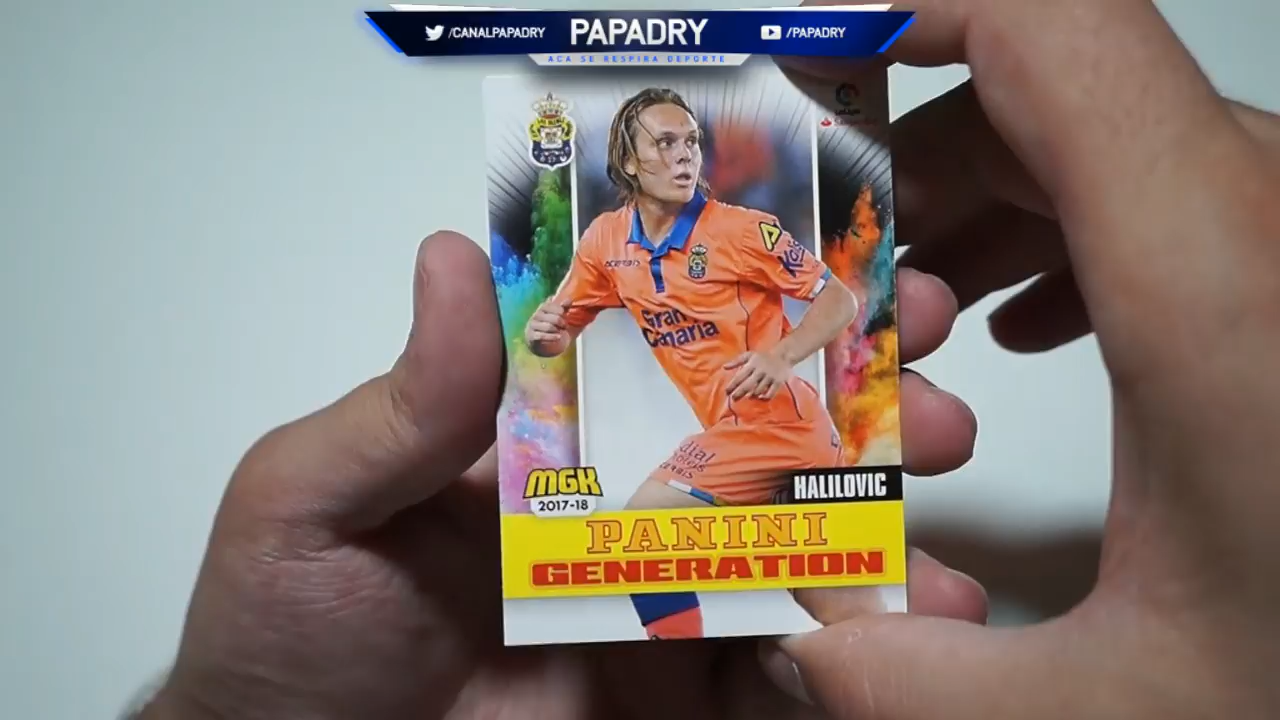 /CANALPAPADRY
PAPADRY
/PAPADRY
ACA SE RESPIRA DEPORTE
Gran
Canaria
MGK
2017-18
HALILOVIC
PANINI
GENERATION